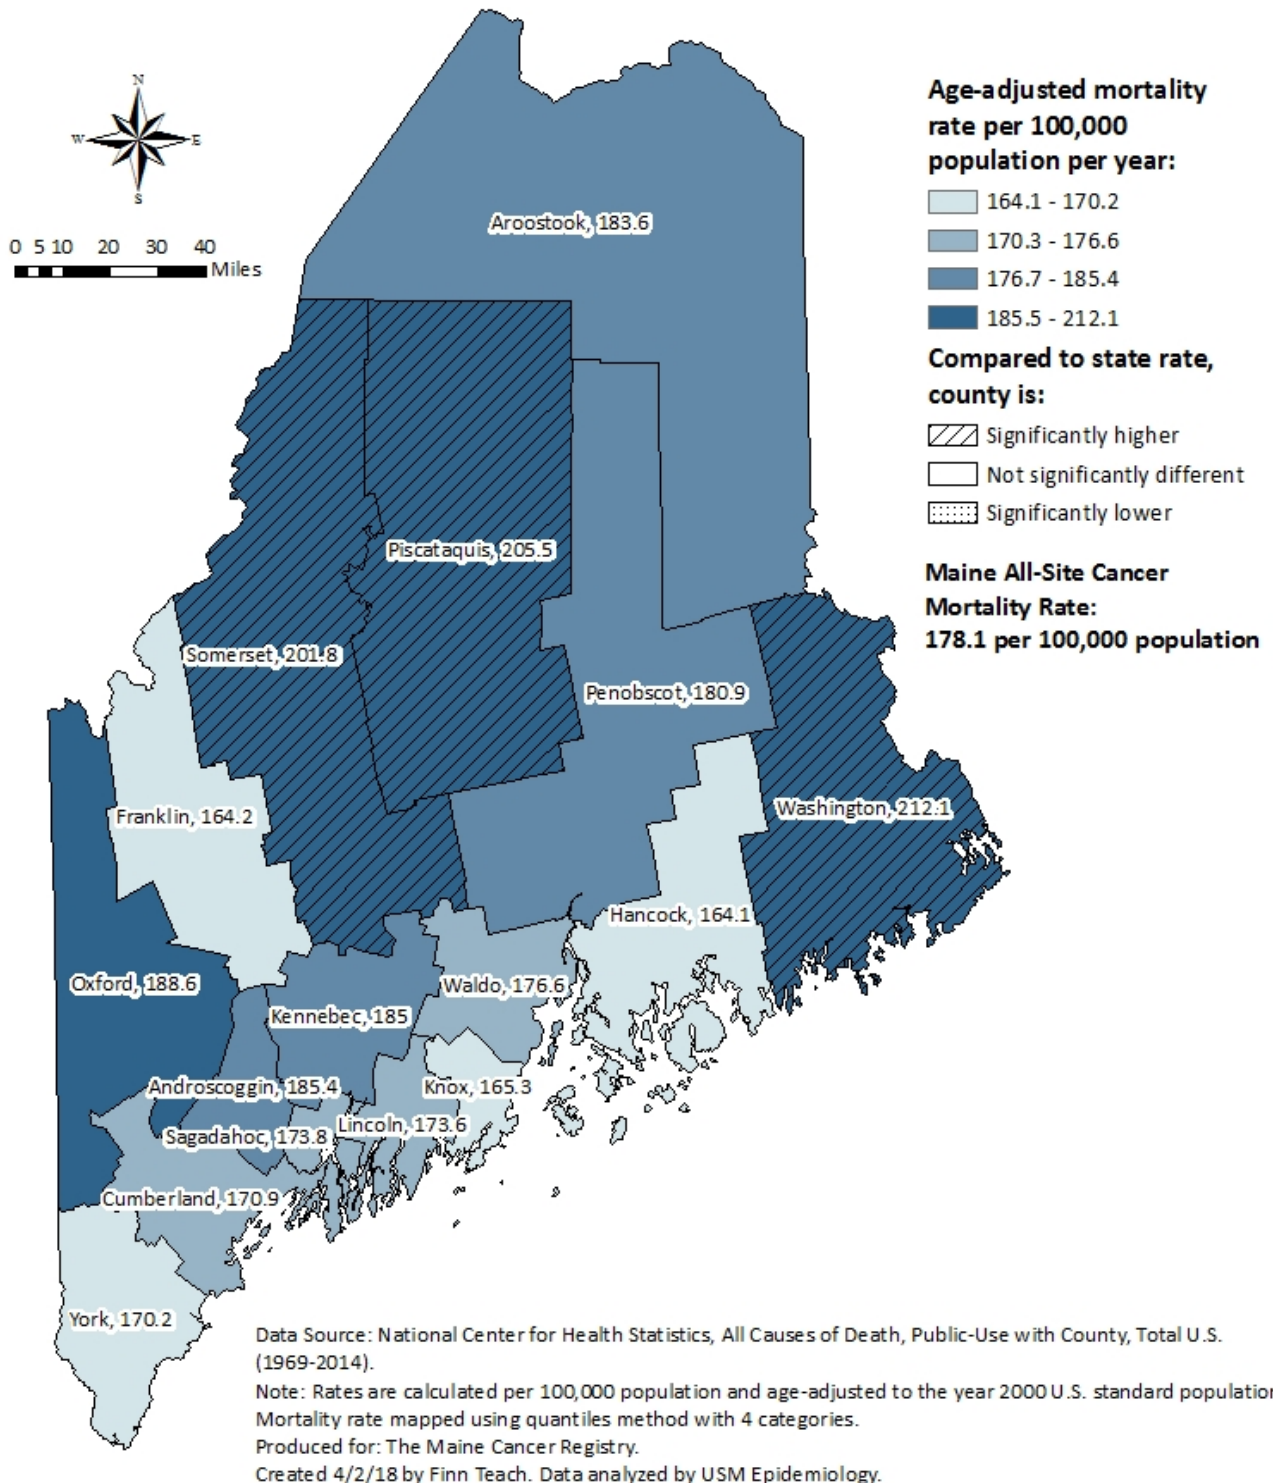 N
W E
S
0 5 10 20 30 40
Miles
Age-adjusted mortality
rate per 100,000
population per year:
164.1 - 170.2
170.3 - 176.6
176.7 - 185.4
185.5 - 212.1
Compared to state rate,
county is:
Significantly higher
Not significantly different
Significantly lower
Maine All-Site Cancer
Mortality Rate:
178.1 per 100,000 population
Aroostook, 183.6
Piscataquis, 205.5
Somerset, 201.8
Penobscot, 180.9
Washington, 212.1
Franklin, 164.2
Hancock, 164.1
Oxford, 188.6
Waldo, 176.6
Kennebec, 185
Androscoggin, 185.4
Knox, 165.3
Lincoln, 173.6
Sagadahoc, 173.8
Cumberland, 170.9
York, 170.2
Data Source: National Center for Health Statistics, All Causes of Death, Public-Use with County, Total U.S.
(1969-2014).
Note: Rates are calculated per 100,000 population and age-adjusted to the year 2000 U.S. standard population
Mortality rate mapped using quantiles method with 4 categories.
Produced for: The Maine Cancer Registry.
Created 4/2/18 by Finn Teach. Data analyzed by USM Epidemiology.